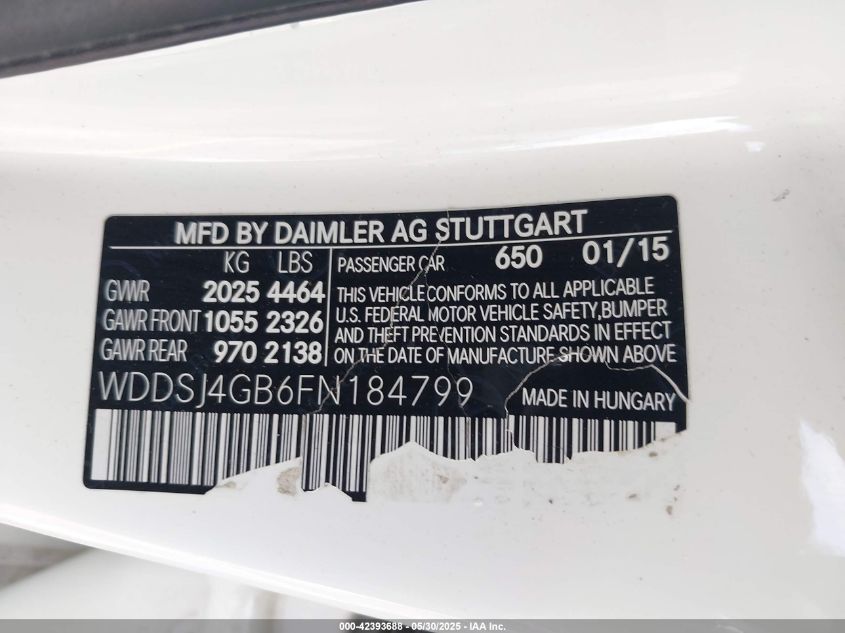 MFD BY DAIMLER AG STUTTGART
KG LBS
GVWR 2025 4464
GAWR FRONT 1055 2326
GAWR REAR 970 2138
PASSENGER CAR 650 01/15
THIS VEHICLE CONFORMS TO ALL APPLICABLE
U.S. FEDERAL MOTOR VEHICLE SAFETY,BUMPER
AND THEFT PREVENTION STANDARDS IN EFFECT
ON THE DATE OF MANUFACTURE SHOWN ABOVE
WDDSJ4GB6FN184799
MADE IN HUNGARY
000-42393688 - 05/30/2025 - IAA Inc.